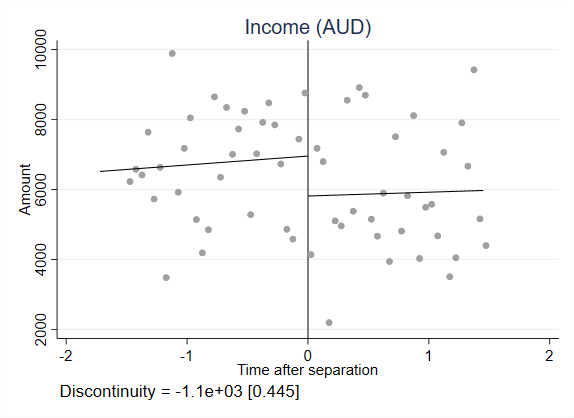 Income (AUD)
10000
8000
6000
4000
2000
Amount
-2 -1 0 1 2
Time after separation
Discontinuity = -1.1e+03 [0.445]